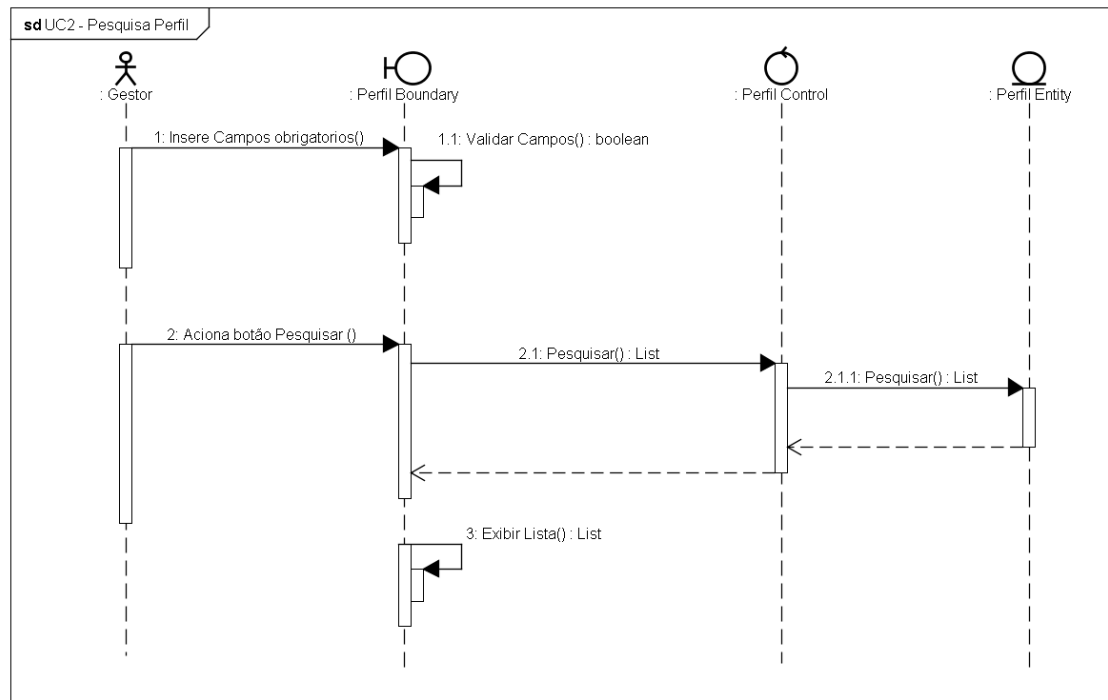 sd UC2 - Pesquisa Perfil
: Gestor
: Perfil Boundary
: Perfil Control
: Perfil Entity
1: Insere Campos obrigatorios()
1.1: Validar Campos() : boolean
2: Aciona botão Pesquisar ()
2.1: Pesquisar() : List
2.1.1: Pesquisar() : List
3: Exibir Lista() : List